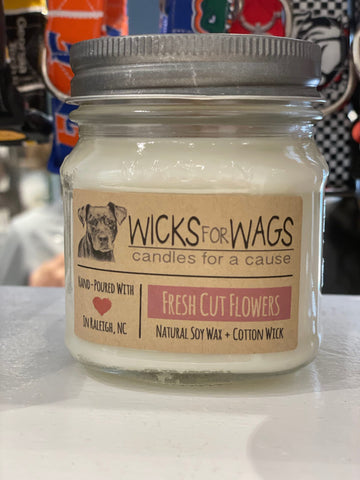 WICKS FOR WAGS
candles for a cause
HAND-POURED WITH
IN RALEIGH, NC
FRESH CUT FLOWERS
NATURAL SOY WAX + COTTON WICK